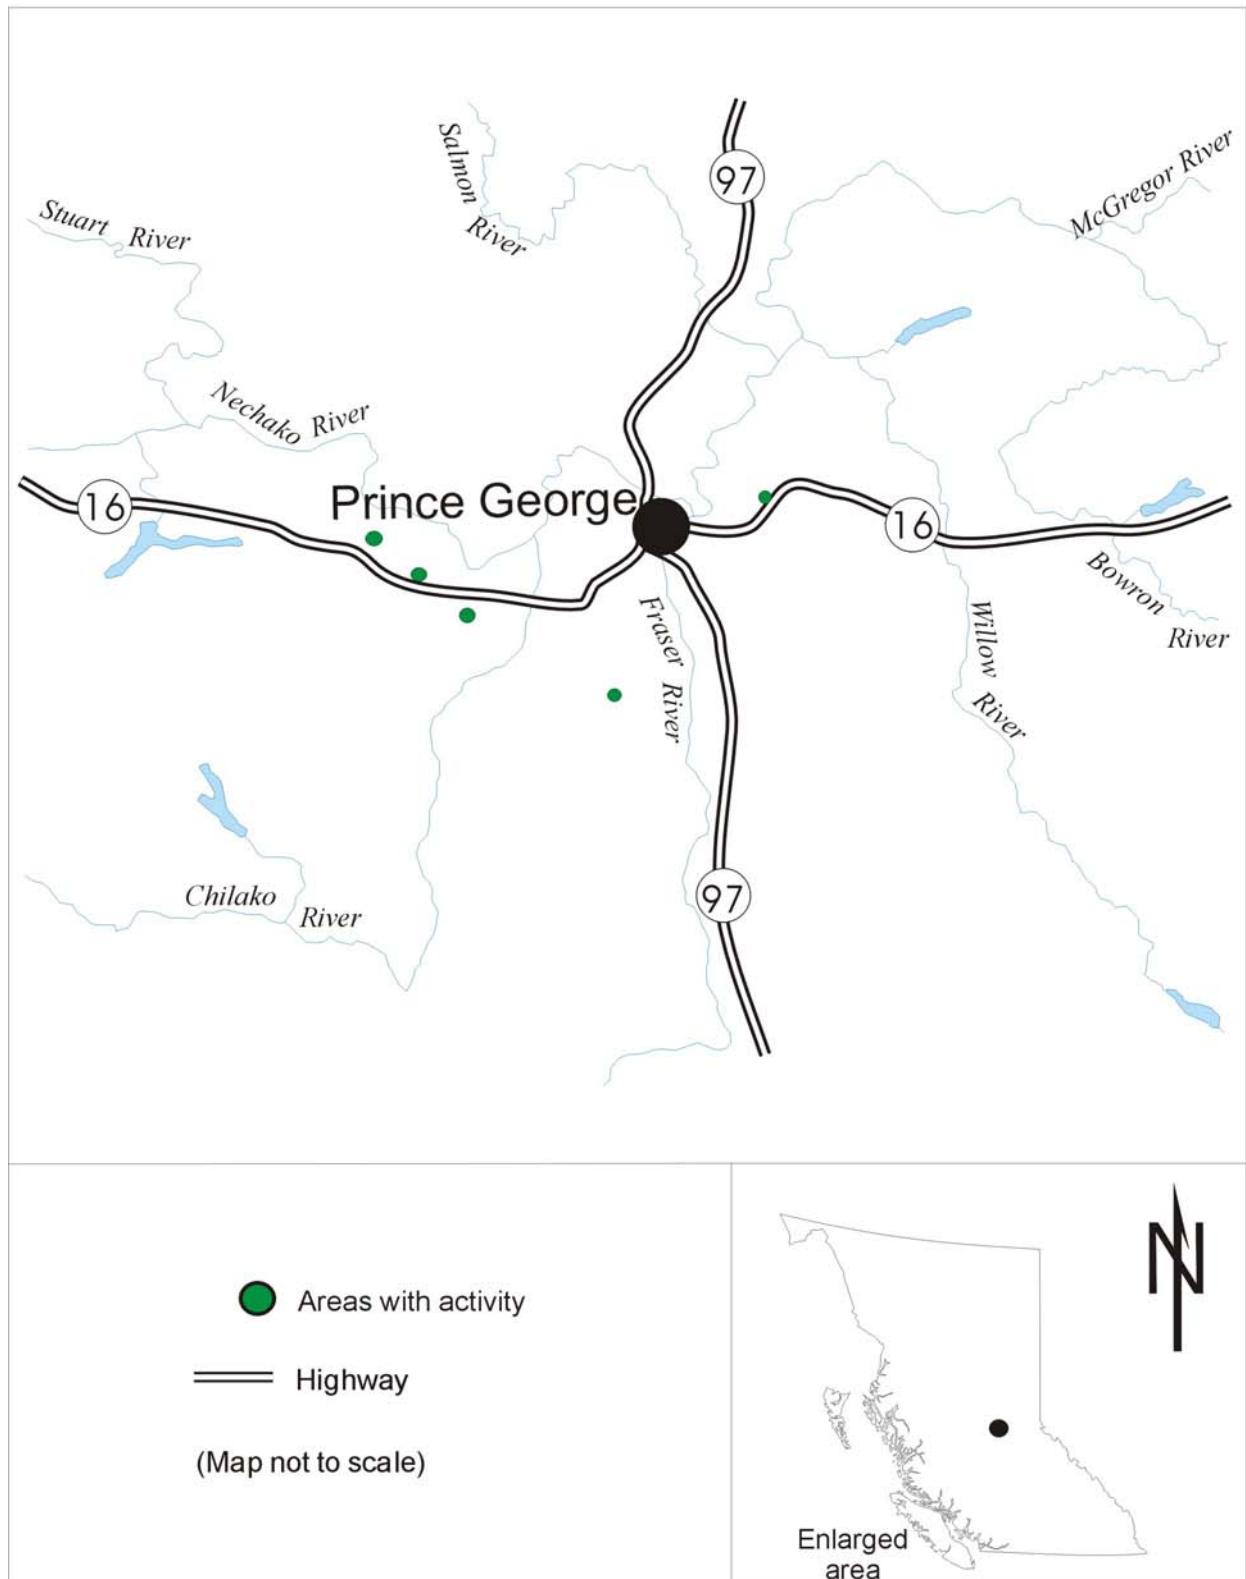 Salmon
River
97
McGregor River
Stuart River
Nechako River
Prince George
16
16
Bowron
River
Fraser
River
Willow
River
97
Chilako
River
Areas with activity
Highway
(Map not to scale)
N
Enlarged
area